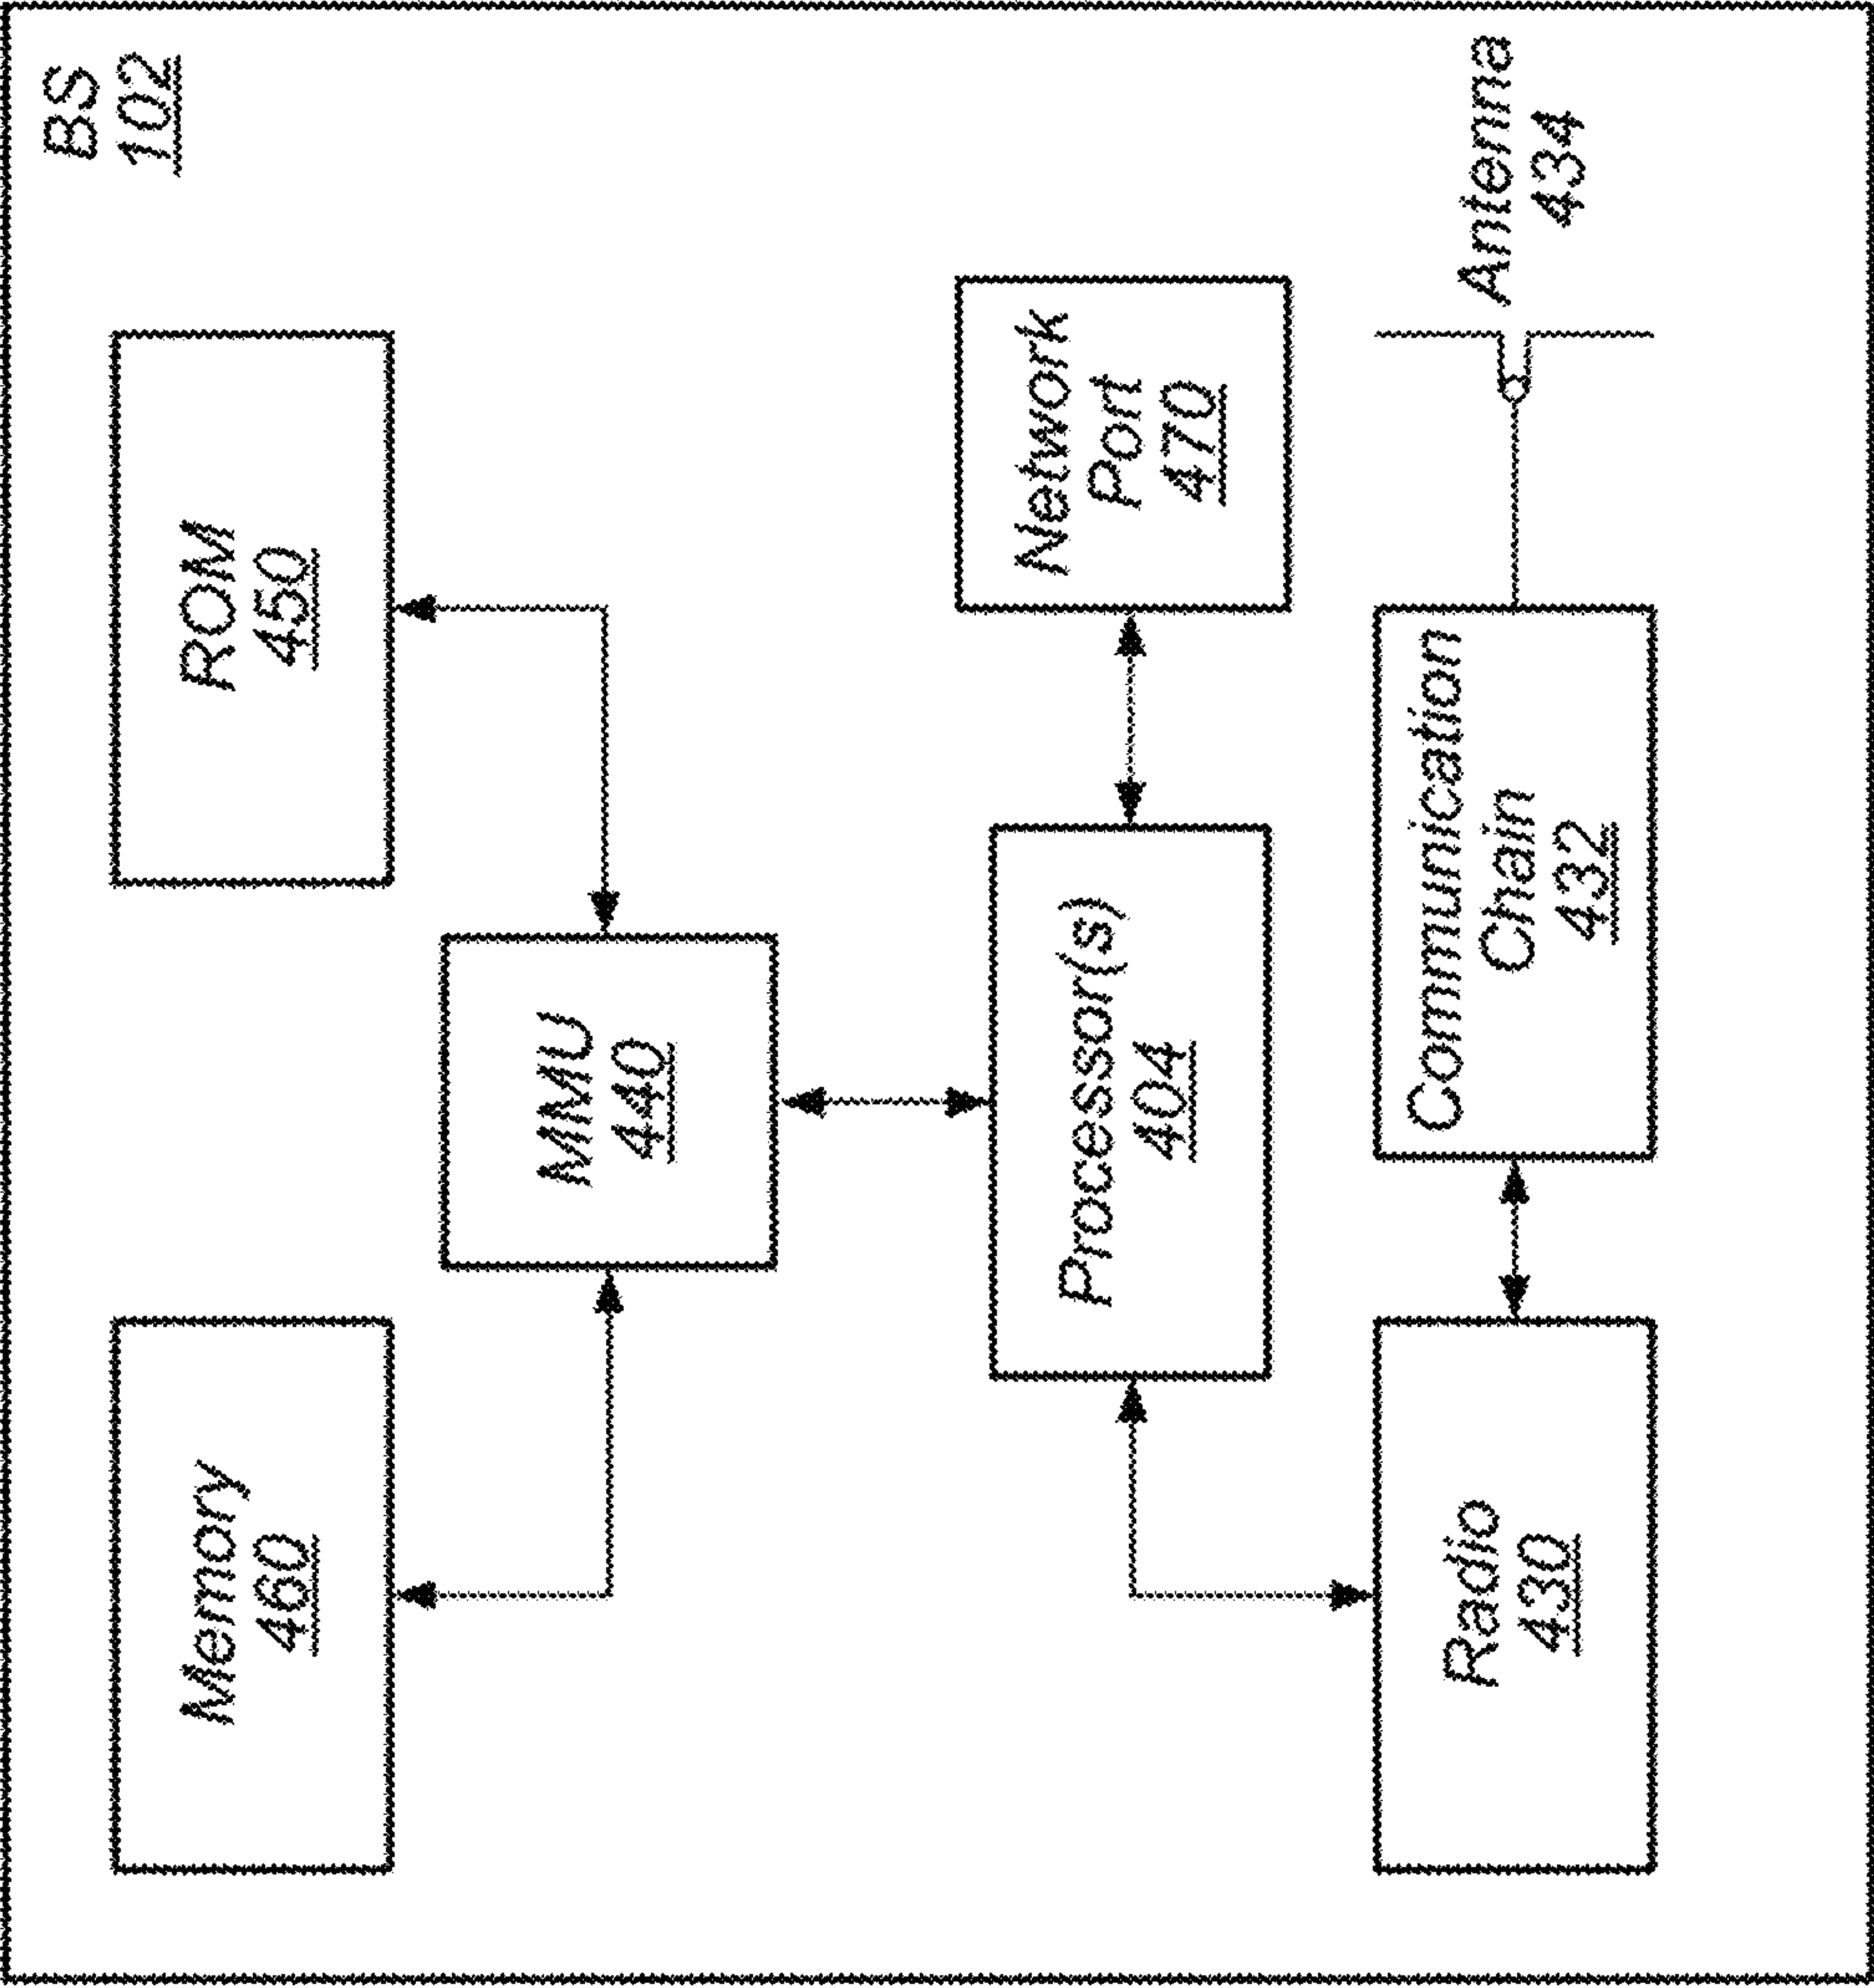 BS
102
Memory
460
ROM
450
MMU
440
Processor(s)
404
Network
Port
470
Radio
430
Communication
Chain
432
Antenna
434